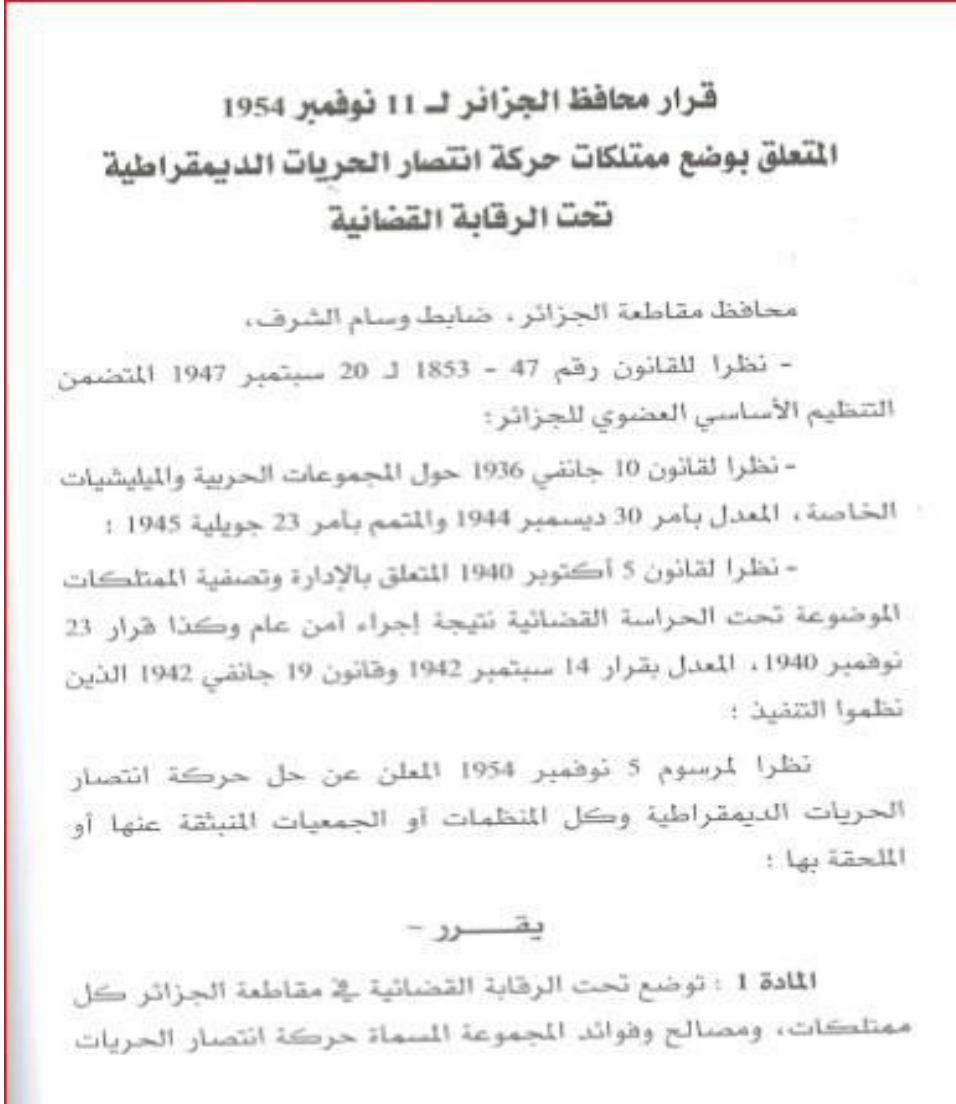 قرار محافظ الجزائر لـ 11 نوفمبر 1954
المتعلق بوضع ممتلكات حركة انتصار الحريات الديمقراطية
تحت الرقابة القضائية
محافظ مقاطعة الجزائر، ضابط وسام الشرف،
- نظرا للقانون رقم 47 - 1853 لـ 20 سبتمبر 1947 المتضمن
التنظيم الأساسي العضوي للجزائر:
- نظرا لقانون 10 جانفي 1936 حول المجموعات الحربية والميليشيات
الخاصة، المعدل بأمر 30 ديسمبر 1944 والمتمم بأمر 23 جويلية 1945 ؛
- نظرا لقانون 5 أكتوبر 1940 المتعلق بالإدارة وتصفية الممتلكات
الموضوعة تحت الحراسة القضائية نتيجة إجراء أمن عام وكذا قرار 23
نوفمبر 1940، المعدل بقرار 14 سبتمبر 1942 وقانون 19 جانفي 1942 الذين
نظموا التنفيذ ؛
نظرا لمرسوم 5 نوفمبر 1954 المعلن عن حل حركة انتصار
الحريات الديمقراطية وكل المنظمات أو الجمعيات المنبثقة عنها أو
الملحقة بها ؛
يقـــــرر -
المادة 1 : توضع تحت الرقابة القضائية في مقاطعة الجزائر كل
ممتلكات، ومصالح وفوائد المجموعة المسماة حركة انتصار الحريات